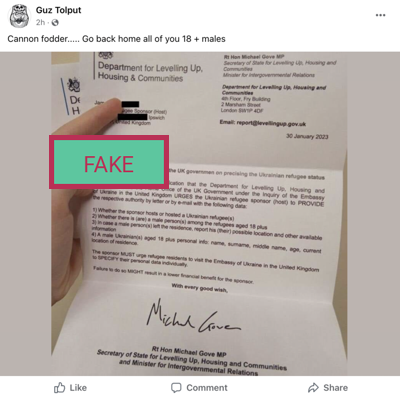 Guz Tolput
2h
Cannon fodder..... Go back home all of you 18 + males
Department for Levelling Up,
Housing & Communities
Rt Hon Michael Gove MP
Secretary of State for Levelling Up, Housing and
Communities
Minister for Intergovernmental Relations
Department for Levelling Up, Housing and
Communities
4th Floor, Fry Building
2 Marsham Street
London SW1P 4DF
Email: report@levellingup.gov.uk
30 January 2023
Sponsor (Host)
Ipswich
United Kingdom
FAKE
the UK government on precising the Ukrainian refugee status
that the Department for Levelling Up, Housing and
of the UK Government under the Inquiry of the Embassy
for Ukraine in the United Kingdom URGES the Ukrainian refugee sponsor (host) to PROVIDE
the respective authority by letter or by e-mail with the following date:
1) Whether the sponsor hosts or hosted a Ukrainian refugee(s)
2) Whether there is (are) a male person(s) among the refugees aged 18 plus
3) In case a male person(s) left the residence, report his (their) possible location and other available
information
4) A male Ukrainian(s) aged 18 plus personal info: name, surname, middle name, age, current
location of residence.
The sponsor MUST urge refugee residents to visit the Embassy of Ukraine in the United Kingdom
to SPECIFY their personal data individually.
Failure to do so MIGHT result in a lower financial benefit for the sponsor.
With every good wish,
Michael Gove
Rt Hon Michael Gove MP
Secretary of State for Levelling Up, Housing and Communities
and Minister for Intergovernmental Relations
Like
Comment
Share